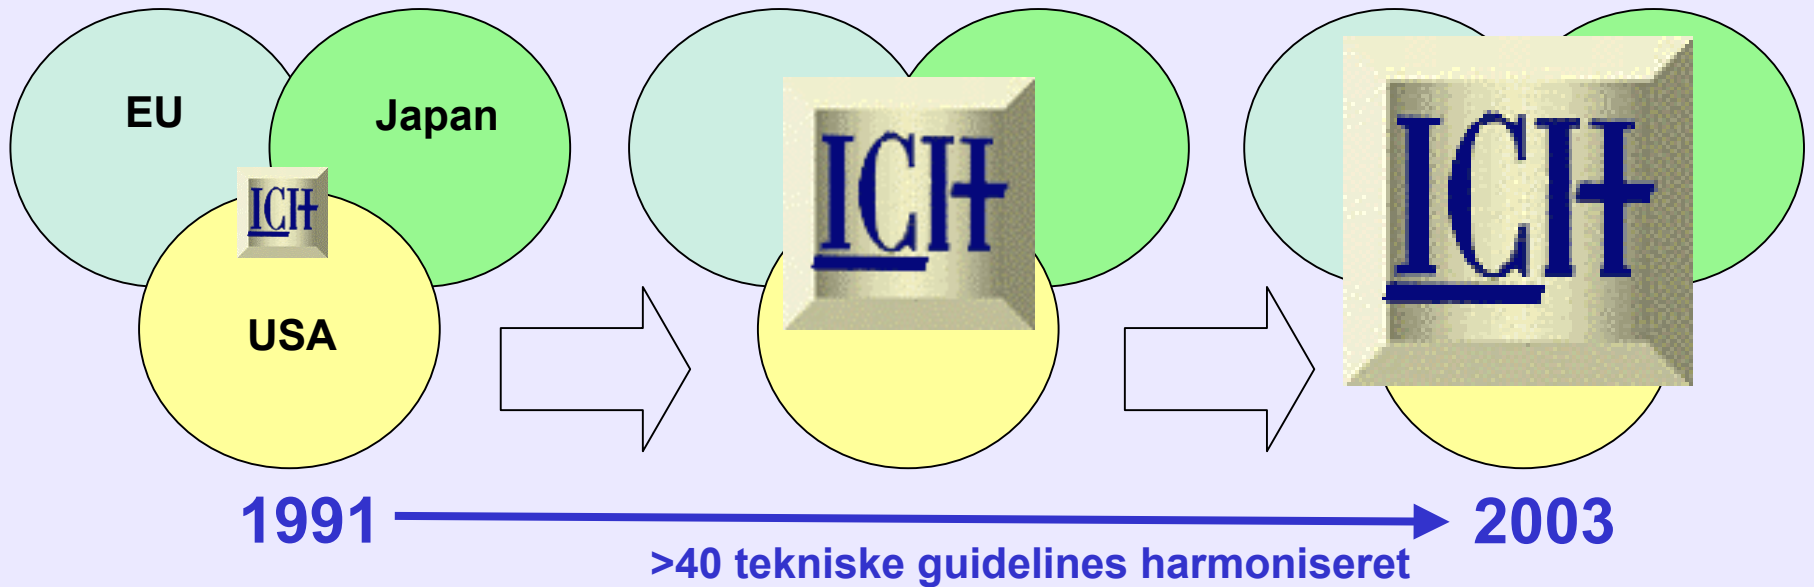 EU
Japan
ICH
USA
ICH
ICH
1991
2003
>40 tekniske guidelines harmoniseret